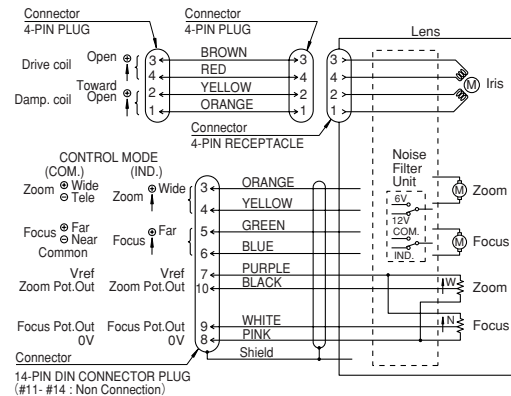 Connector
4-PIN PLUG
Connector
4-PIN PLUG
Lens
Drive coil Open ⊕ 3 BROWN 3 3
4 RED 4 4
Damp. coil Toward Open ⊕ 2 YELLOW 2 2 M Iris
1 ORANGE 1 1
Connector
4-PIN RECEPTACLE
CONTROL MODE
(COM.) (IND.)
Noise Filter Unit
Zoom ⊕ Wide ⊖ Tele Zoom ⊕ Wide 3 ORANGE 6V M Zoom
4 YELLOW 12V
Focus ⊕ Far ⊖ Near Focus ⊕ Far 5 GREEN COM. M Focus
Common 6 BLUE IND.
Vref Vref 7 PURPLE
Zoom Pot.Out Zoom Pot.Out 10 BLACK W Zoom
Focus Pot.Out Focus Pot.Out 9 WHITE N Focus
0V 0V 8 PINK
Shield
Connector
14-PIN DIN CONNECTOR PLUG
(#11- #14 : Non Connection)